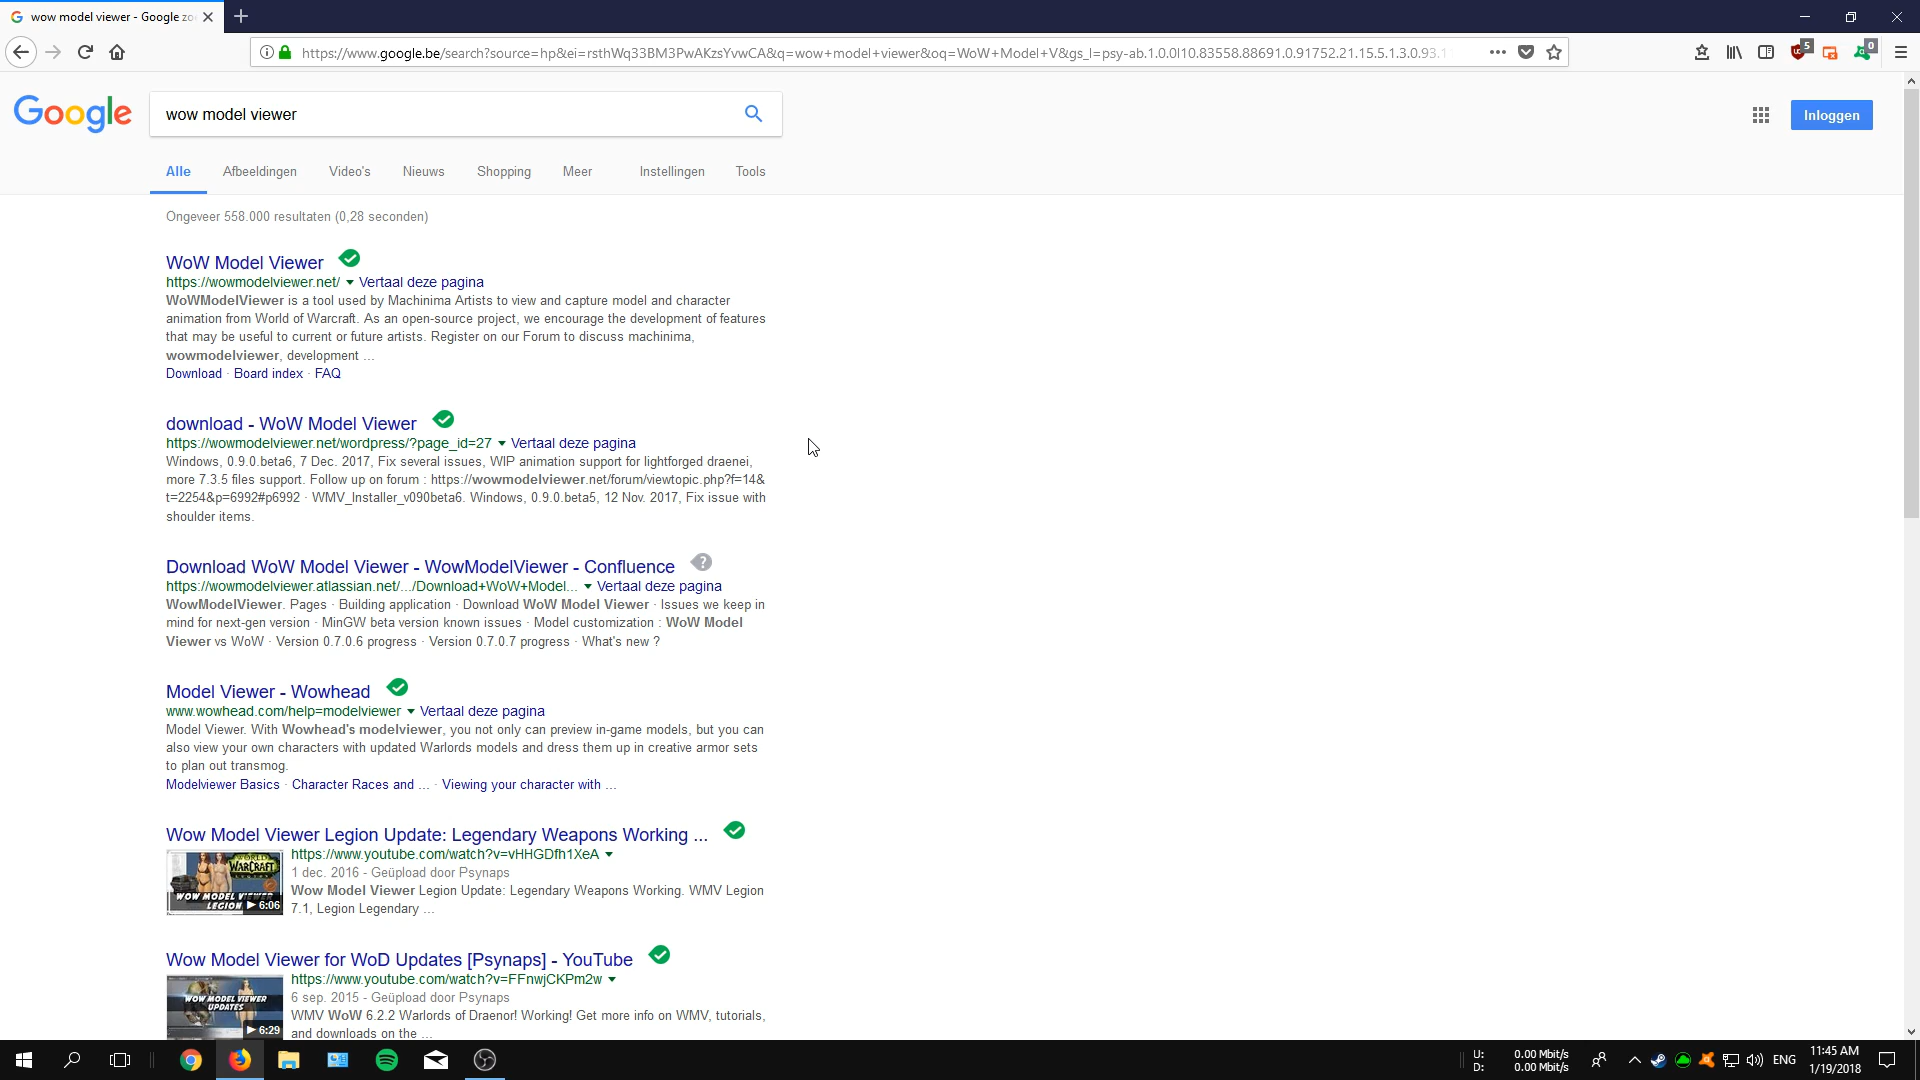 wow model viewer - Google zo
https://www.google.be/search?source=hp&ei=rsthWq33BM3PwAKzsYvwCA&q=wow+model+viewer&oq=WoW+Model+V&gs_l=psy-ab.1.0.0l10.83558.88691.0.91752.21.15.5.1.3.0.93.1
5
0
Google
wow model viewer
Inloggen
Alle Afbeeldingen Video's Nieuws Shopping Meer Instellingen Tools
Ongeveer 558.000 resultaten (0,28 seconden)
WoW Model Viewer
https://wowmodelviewer.net/ Vertaal deze pagina
WoWModelViewer is a tool used by Machinima Artists to view and capture model and character
animation from World of Warcraft. As an open-source project, we encourage the development of features
that may be useful to current or future artists. Register on our Forum to discuss machinima,
wowmodelviewer, development ...
Download · Board index · FAQ
download - WoW Model Viewer
https://wowmodelviewer.net/wordpress/?page_id=27 Vertaal deze pagina
Windows, 0.9.0.beta6, 7 Dec. 2017, Fix several issues, WIP animation support for lightforged draenei,
more 7.3.5 files support. Follow up on forum : https://wowmodelviewer.net/forum/viewtopic.php?f=14&
t=2254&p=6992#p6992 · WMV_Installer_v090beta6. Windows, 0.9.0.beta5, 12 Nov. 2017, Fix issue with
shoulder items.
Download WoW Model Viewer - WowModelViewer - Confluence
https://wowmodelviewer.atlassian.net/.../Download+WoW+Model... Vertaal deze pagina
WowModelViewer. Pages · Building application · Download WoW Model Viewer · Issues we keep in
mind for next-gen version · MinGW beta version known issues · Model customization : WoW Model
Viewer vs WoW · Version 0.7.0.6 progress · Version 0.7.0.7 progress · What's new ?
Model Viewer - Wowhead
www.wowhead.com/help=modelviewer Vertaal deze pagina
Model Viewer. With Wowhead's modelviewer, you not only can preview in-game models, but you can
also view your own characters with updated Warlords models and dress them up in creative armor sets
to plan out transmog.
Modelviewer Basics · Character Races and ... · Viewing your character with ...
Wow Model Viewer Legion Update: Legendary Weapons Working ...
WORLD
WARCRAFT
WOW MODEL VIEWER
LEGION
6:06
https://www.youtube.com/watch?v=vHHGDfh1XeA
1 dec. 2016 - Geüpload door Psynaps
Wow Model Viewer Legion Update: Legendary Weapons Working. WMV Legion
7.1, Legion Legendary ...
Wow Model Viewer for WoD Updates [Psynaps] - YouTube
WOW MODEL VIEWER
UPDATES
6:29
https://www.youtube.com/watch?v=FFnwjCKPm2w
6 sep. 2015 - Geüpload door Psynaps
WMV WoW 6.2.2 Warlords of Draenor! Working! Get more info on WMV, tutorials,
and downloads on the ...
U: 0.00 Mbit/s
D: 0.00 Mbit/s
ENG
11:45 AM
1/19/2018